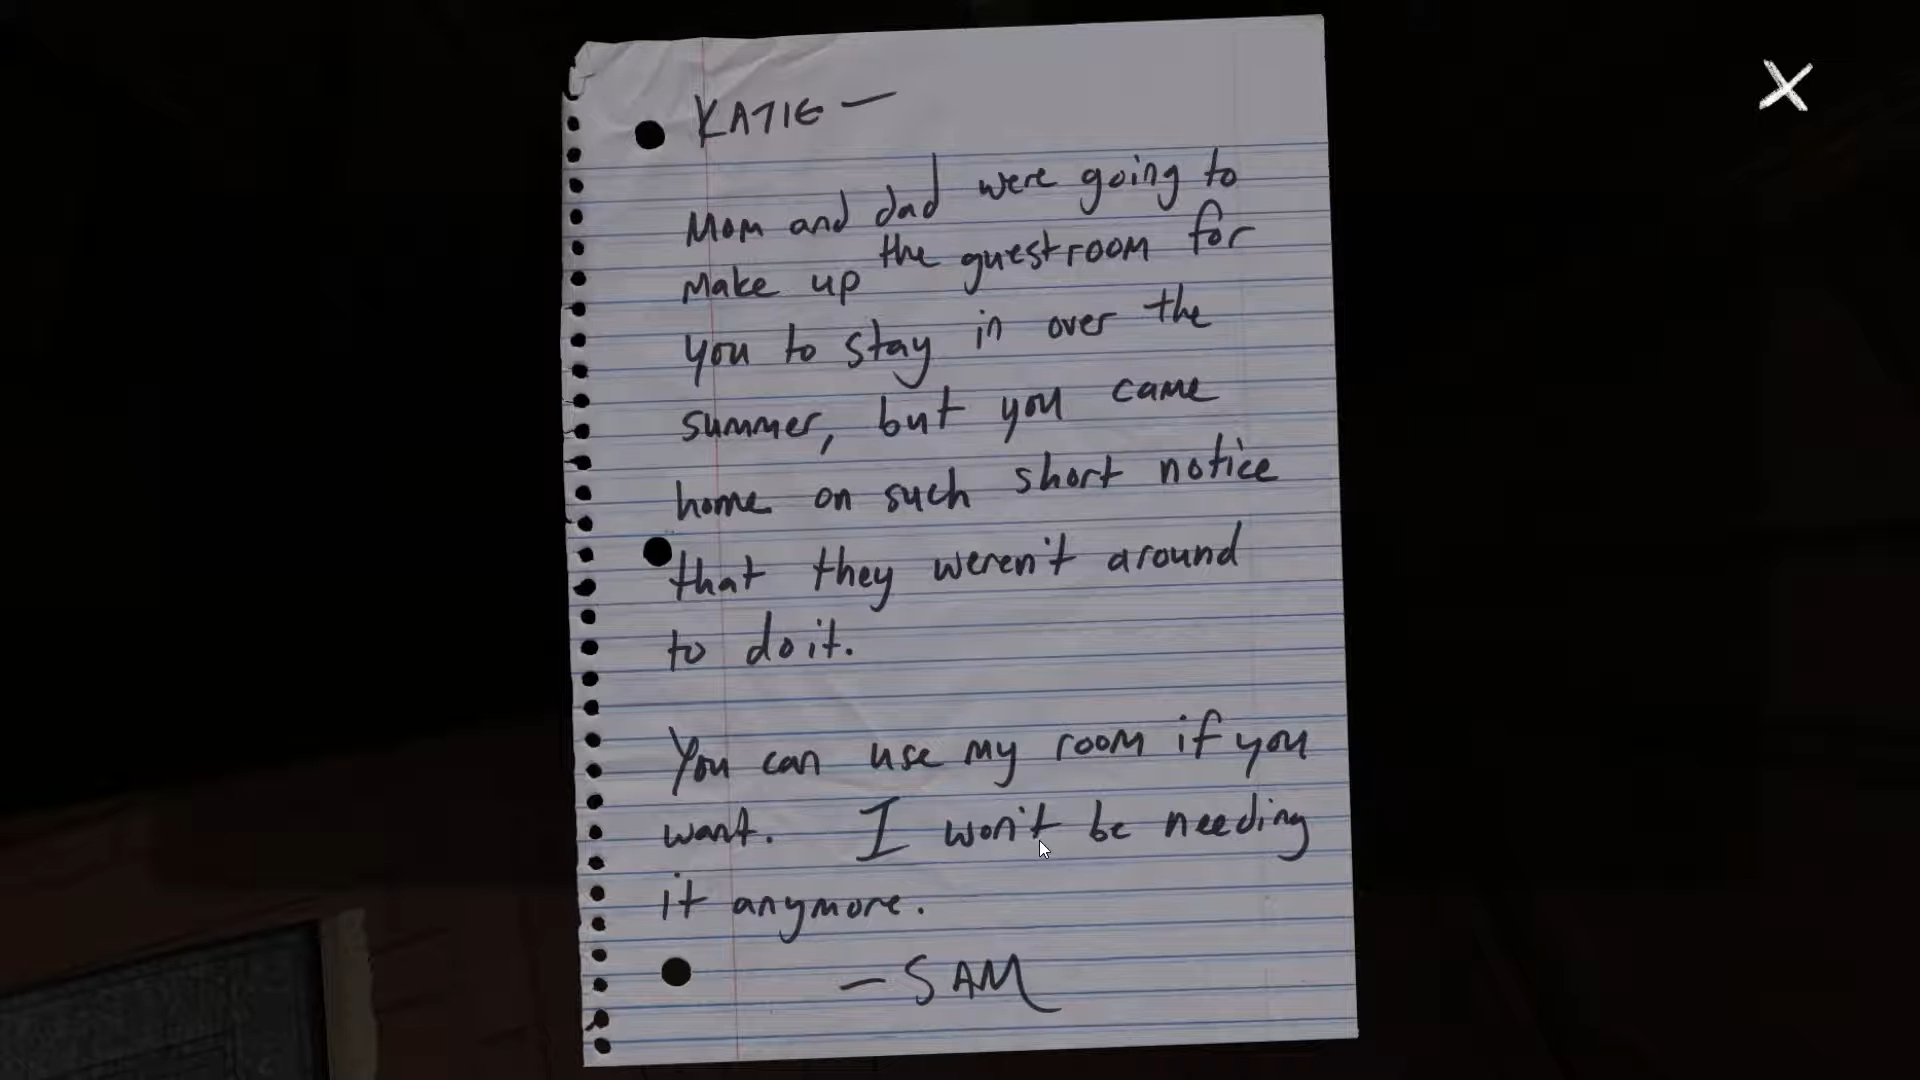 KATIE —
Mom and dad were going to
make up the guestroom for
you to stay in over the
summer, but you came
home on such short notice
that they weren't around
to do it.
You can use my room if you
want. I won't be needing
it anymore.
— SAM